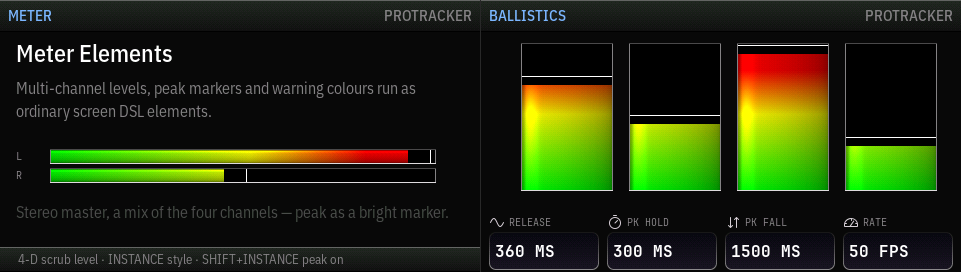 METER PROTRACKER
Meter Elements
Multi-channel levels, peak markers and warning colours run as
ordinary screen DSL elements.
L
R
Stereo master, a mix of the four channels — peak as a bright marker.
4-D scrub level · INSTANCE style · SHIFT+INSTANCE peak on
BALLISTICS PROTRACKER
RELEASE PK HOLD PK FALL RATE
360 MS 300 MS 1500 MS 50 FPS